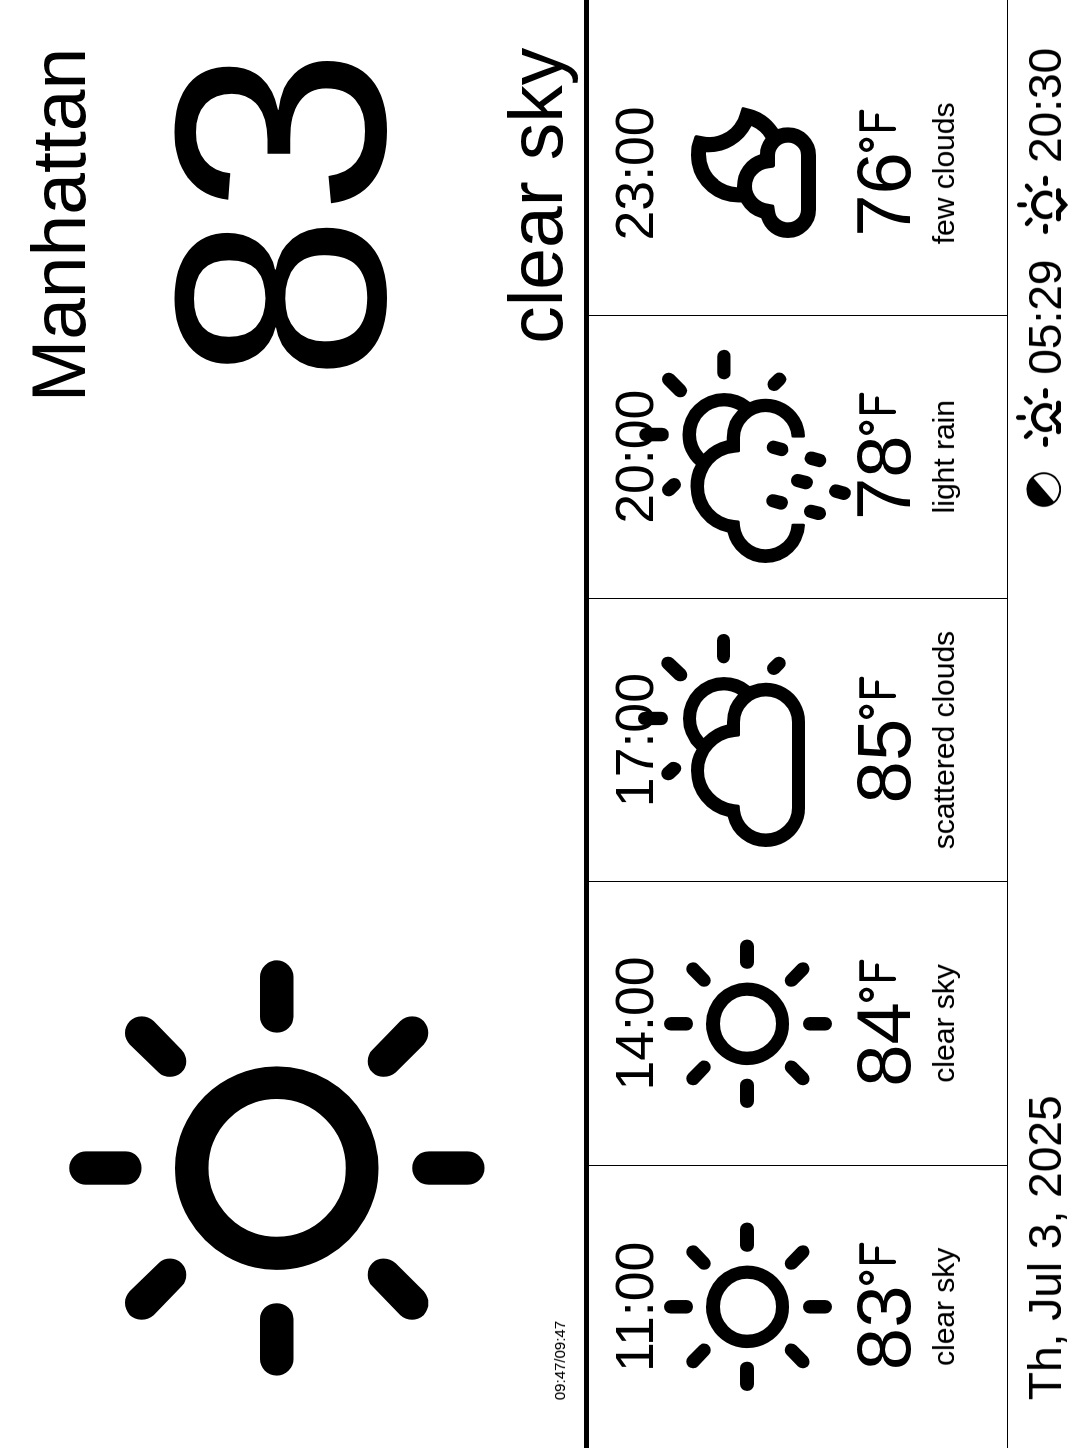 Manhattan
83
clear sky
09:47/09:47
11:00
83°F
clear sky
14:00
84°F
clear sky
17:00
85°F
scattered clouds
20:00
78°F
light rain
23:00
76°F
few clouds
Th, Jul 3, 2025
05:29
20:30